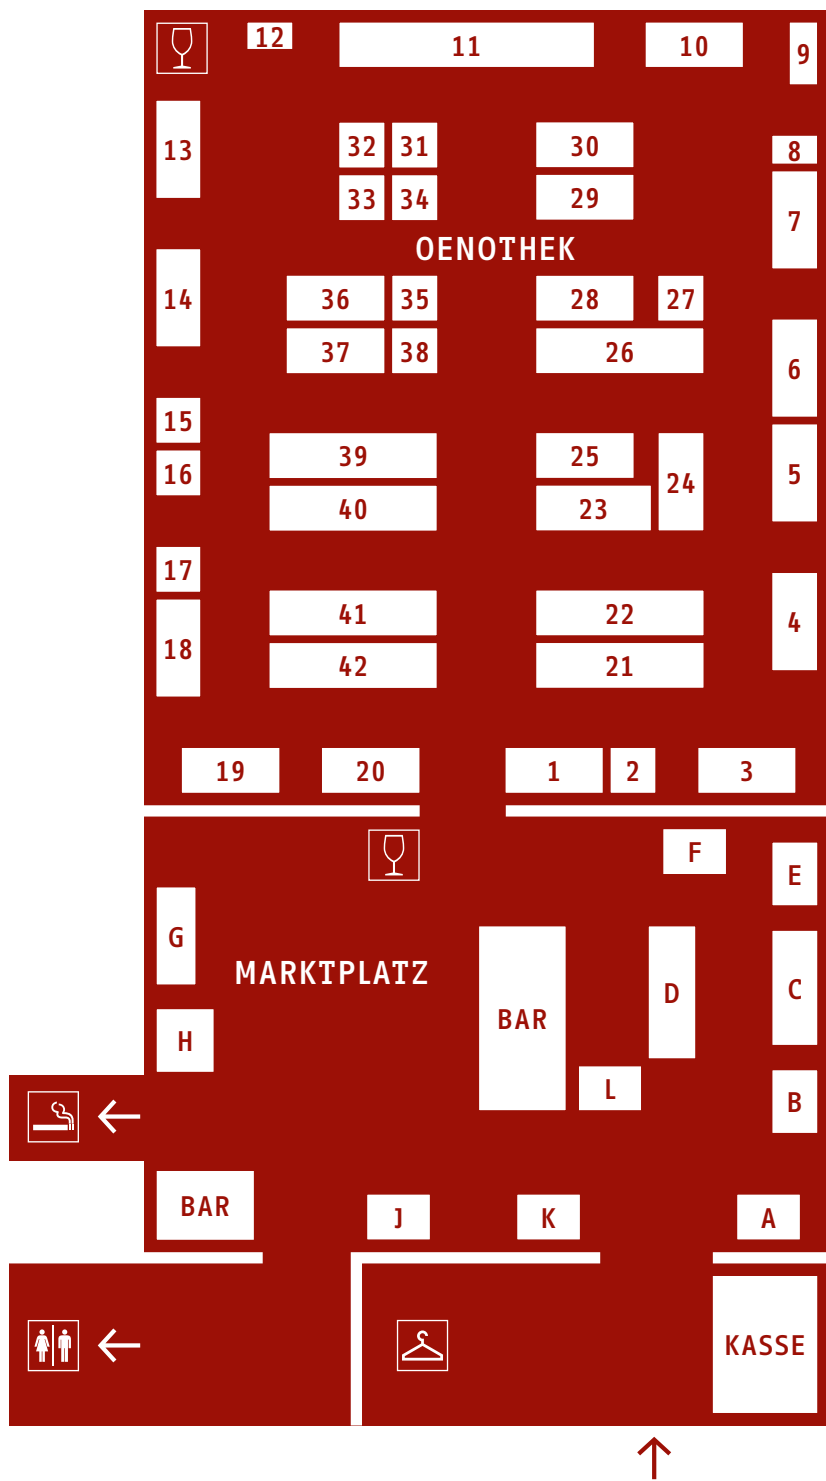 12 11 10 9
13 32 31 30 8
33 34 29 7
OENOTHEK
14 36 35 28 27
37 38 26 6
15 39 25 5
16 40 23 24
17 41 22 4
18 42 21
19 20 1 2 3
F E
G
MARKTPLATZ BAR D C
H L B
BAR J K A
KASSE